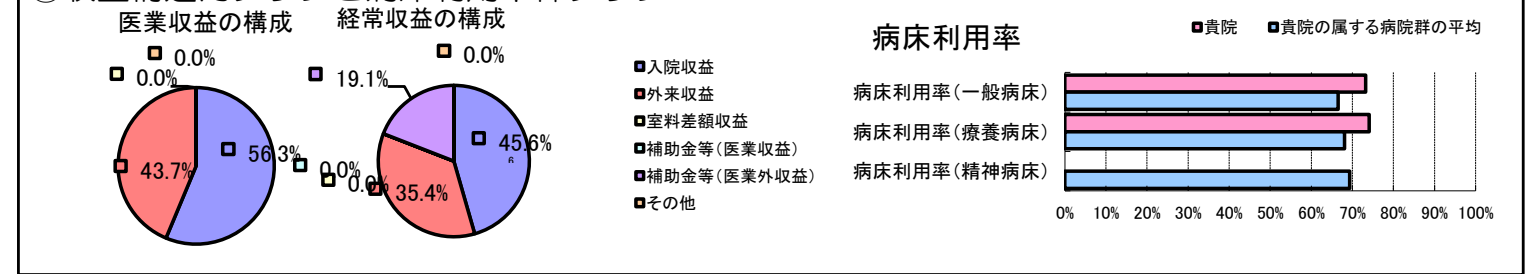 医業収益の構成
経常収益の構成
0.0%
0.0%
56.3%
43.7%
0.0%
19.1%
45.6%
35.4%
0.0%
0.0%
入院収益
外来収益
室料差額収益
補助金等(医業収益)
補助金等(医業外収益)
その他
病床利用率
貴院
貴院の属する病院群の平均
病床利用率(一般病床)
病床利用率(療養病床)
病床利用率(精神病床)
0% 10% 20% 30% 40% 50% 60% 70% 80% 90% 100%